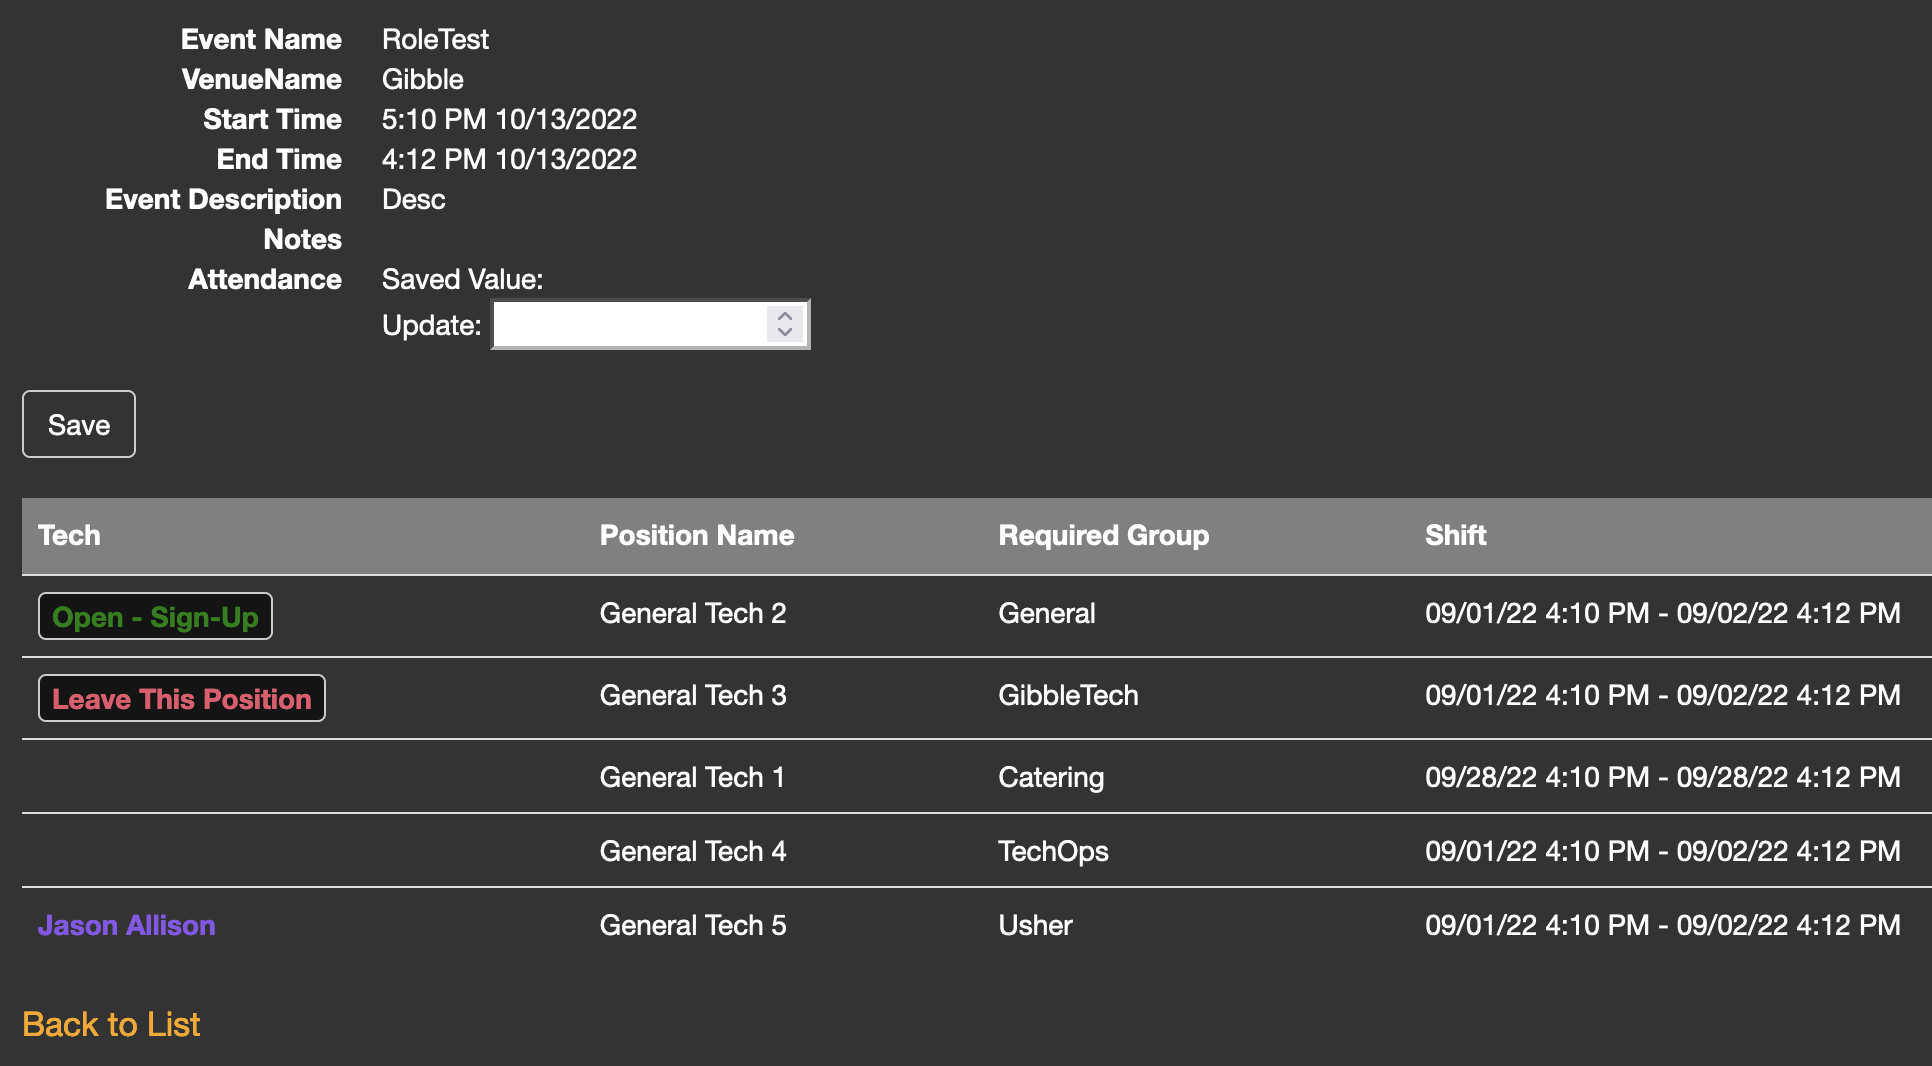 Event Name RoleTest
VenueName Gibble
Start Time 5:10 PM 10/13/2022
End Time 4:12 PM 10/13/2022
Event Description Desc
Notes
Attendance Saved Value:
Update:
Save
Tech Position Name Required Group Shift
Open - Sign-Up General Tech 2 General 09/01/22 4:10 PM - 09/02/22 4:12 PM
Leave This Position General Tech 3 GibbleTech 09/01/22 4:10 PM - 09/02/22 4:12 PM
General Tech 1 Catering 09/28/22 4:10 PM - 09/28/22 4:12 PM
General Tech 4 TechOps 09/01/22 4:10 PM - 09/02/22 4:12 PM
Jason Allison General Tech 5 Usher 09/01/22 4:10 PM - 09/02/22 4:12 PM
Back to List